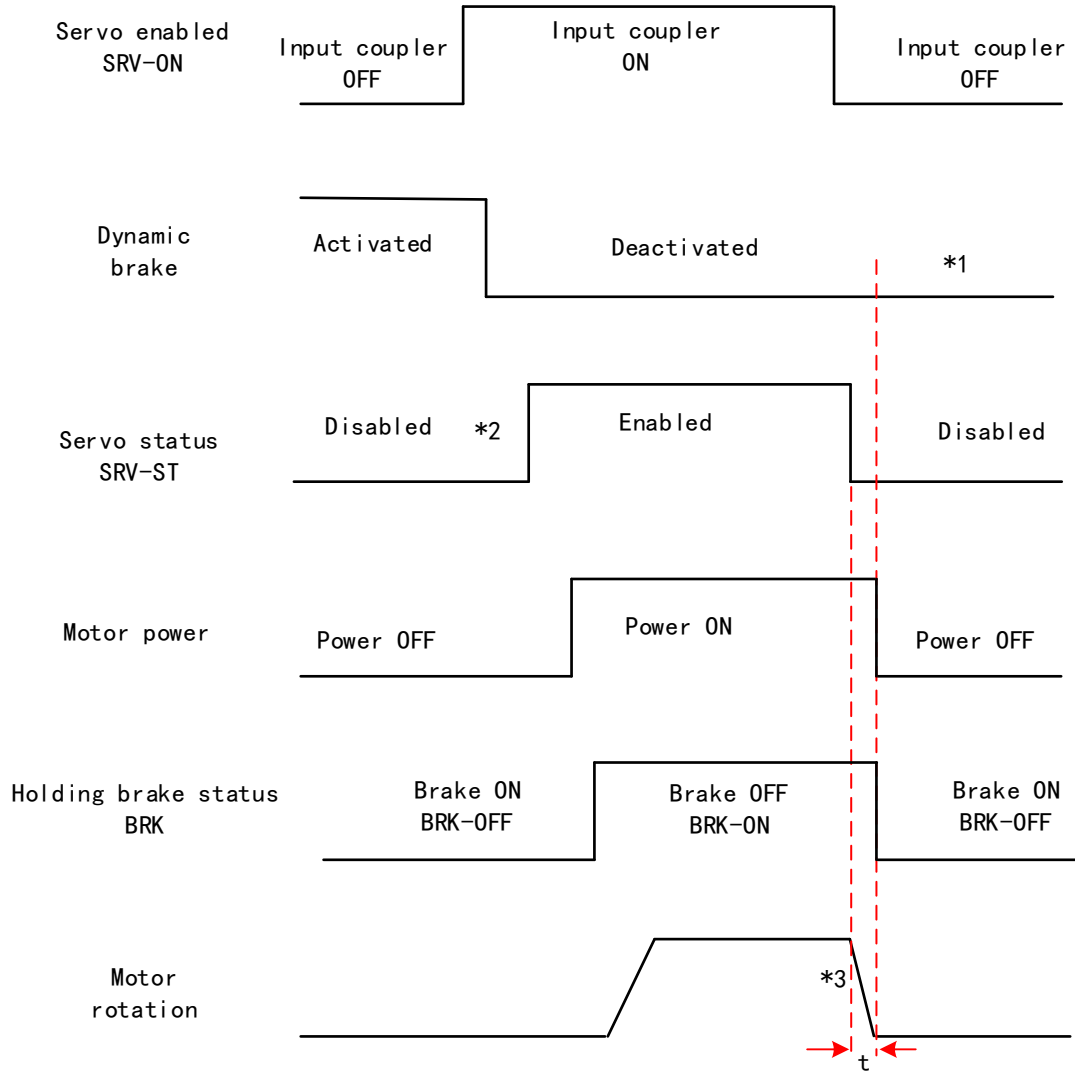 Servo enabled
SRV-ON
Input coupler
OFF
Input coupler
ON
Input coupler
OFF
Dynamic
brake
Activated
Deactivated
*1
Servo status
SRV-ST
Disabled
*2
Enabled
Disabled
Motor power
Power OFF
Power ON
Power OFF
Holding brake status
BRK
Brake ON
BRK-OFF
Brake OFF
BRK-ON
Brake ON
BRK-OFF
Motor
rotation
*3
t